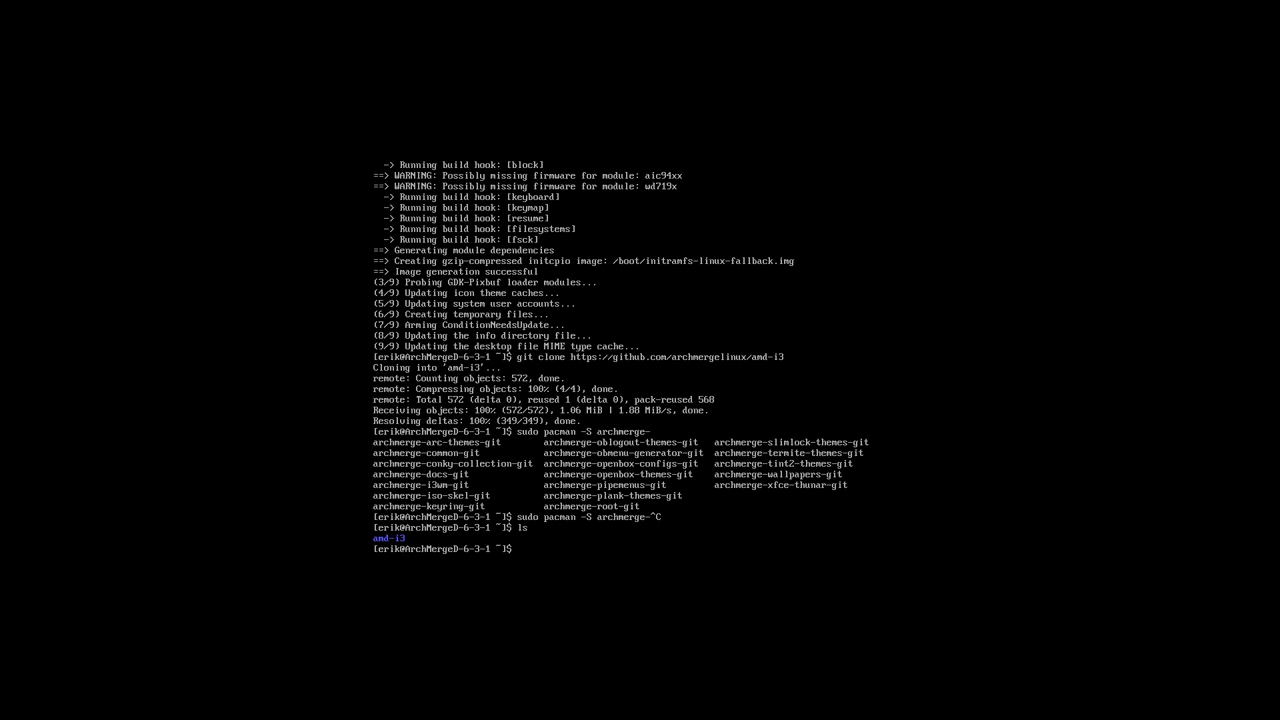 -> Running build hook: [block]
==> WARNING: Possibly missing firmware for module: aic94xx
==> WARNING: Possibly missing firmware for module: wd719x
-> Running build hook: [keyboard]
-> Running build hook: [keymap]
-> Running build hook: [resume]
-> Running build hook: [filesystems]
-> Running build hook: [fsck]
==> Generating module dependencies
==> Creating gzip-compressed initcpio image: /boot/initramfs-linux-fallback.img
==> Image generation successful
(3/9) Probing GDK-Pixbuf loader modules...
(4/9) Updating icon theme caches...
(5/9) Updating system user accounts...
(6/9) Creating temporary files...
(7/9) Arming ConditionNeedsUpdate...
(8/9) Updating the info directory file...
(9/9) Updating the desktop file MIME type cache...
[erik@ArchMergeD-6-3-1 ~]$ git clone https://github.com/archmergelinux/amd-i3
Cloning into 'amd-i3'...
remote: Counting objects: 572, done.
remote: Compressing objects: 100% (4/4), done.
remote: Total 572 (delta 0), reused 1 (delta 0), pack-reused 568
Receiving objects: 100% (572/572), 1.06 MiB | 1.88 MiB/s, done.
Resolving deltas: 100% (349/349), done.
[erik@ArchMergeD-6-3-1 ~]$ sudo pacman -S archmerge-
archmerge-arc-themes-git archmerge-oblogout-themes-git archmerge-slimlock-themes-git
archmerge-common-git archmerge-obmenu-generator-git archmerge-termite-themes-git
archmerge-conky-collection-git archmerge-openbox-configs-git archmerge-tint2-themes-git
archmerge-docs-git archmerge-openbox-themes-git archmerge-wallpapers-git
archmerge-i3wm-git archmerge-pipemenus-git archmerge-xfce-thunar-git
archmerge-iso-skel-git archmerge-plank-themes-git
archmerge-keyring-git archmerge-root-git
[erik@ArchMergeD-6-3-1 ~]$ sudo pacman -S archmerge-^C
[erik@ArchMergeD-6-3-1 ~]$ ls
amd-i3
[erik@ArchMergeD-6-3-1 ~]$